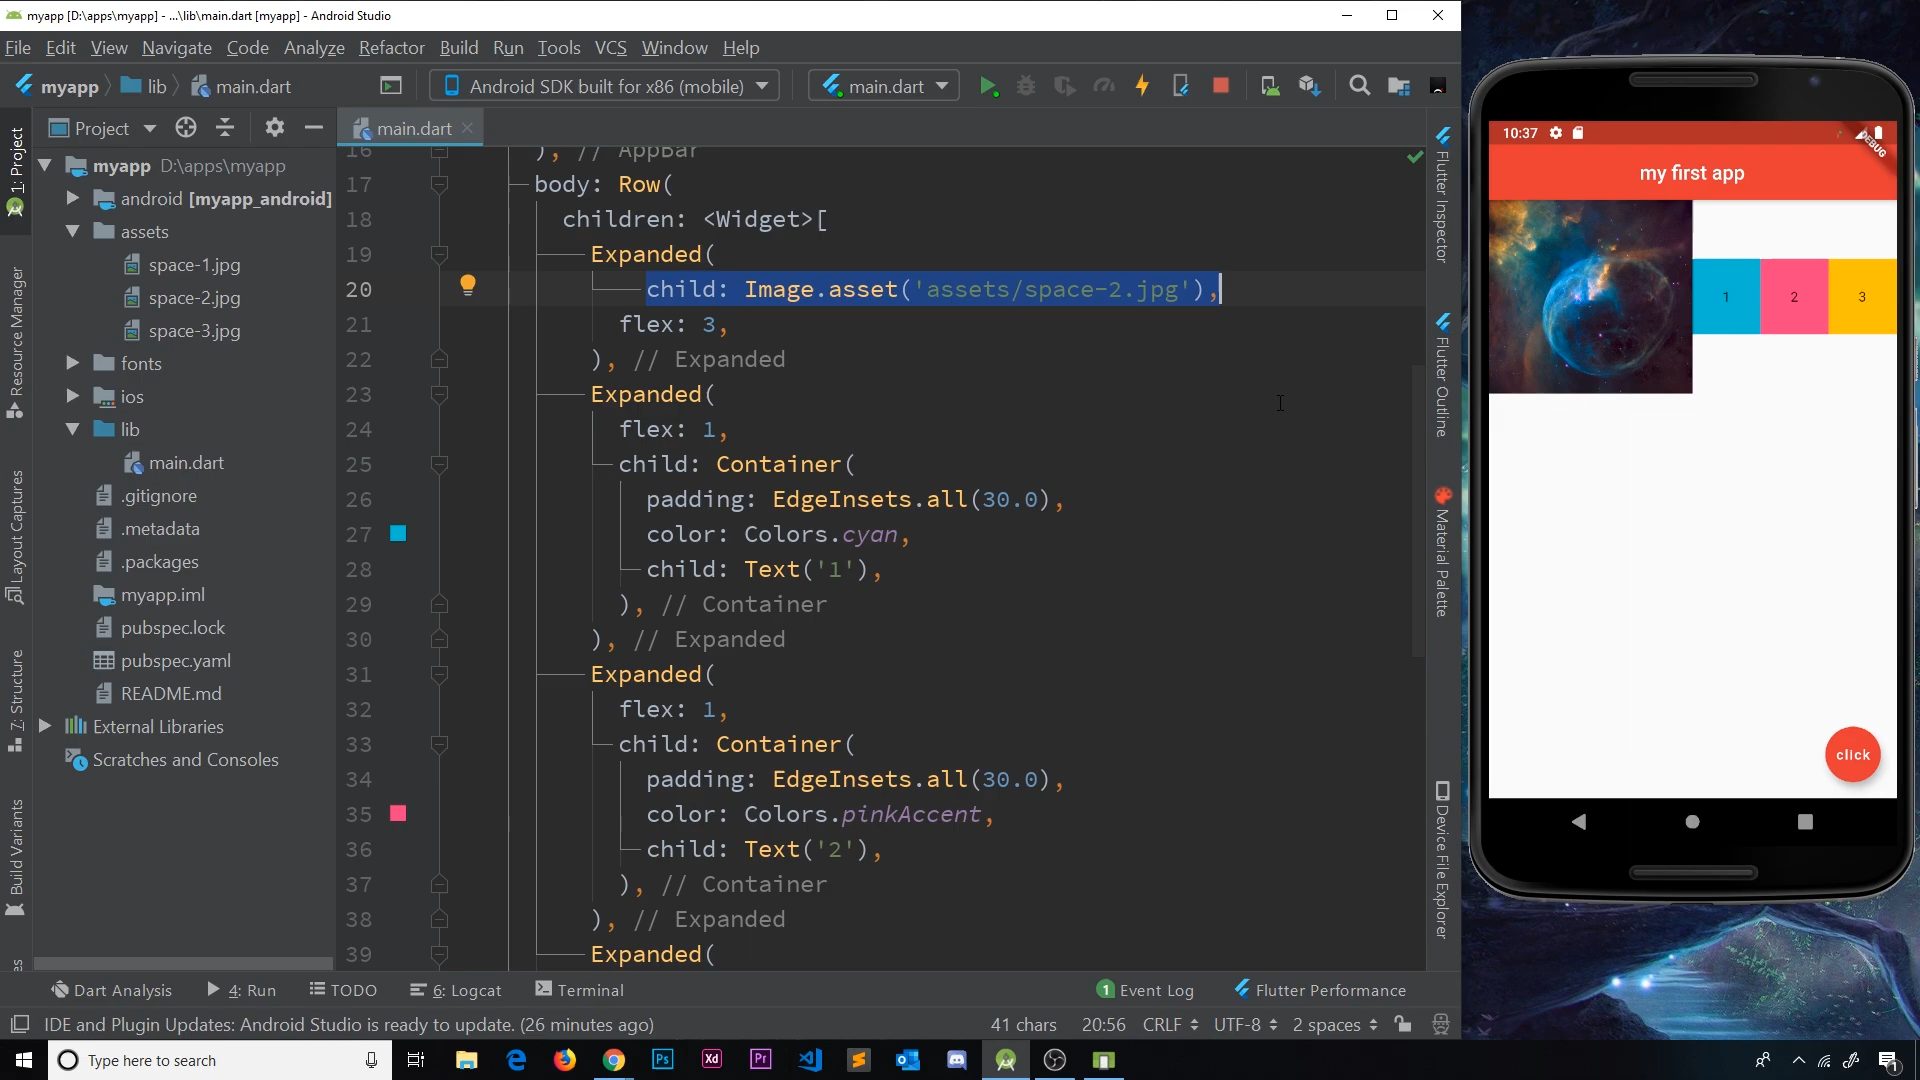 myapp [D:\apps\myapp] - ...\lib\main.dart [myapp] - Android Studio
File Edit View Navigate Code Analyze Refactor Build Run Tools VCS Window Help
myapp lib main.dart Android SDK built for x86 (mobile) main.dart
Project main.dart
1: Project
Resource Manager
Layout Captures
Z: Structure
Build Variants
myapp D:\apps\myapp
android [myapp_android]
assets
space-1.jpg
space-2.jpg
space-3.jpg
fonts
ios
lib
main.dart
.gitignore
.metadata
.packages
myapp.iml
pubspec.lock
pubspec.yaml
README.md
External Libraries
Scratches and Consoles
16 ), // AppBar
17 body: Row(
18 children: <Widget>[
19 Expanded(
20 child: Image.asset('assets/space-2.jpg'),
21 flex: 3,
22 ), // Expanded
23 Expanded(
24 flex: 1,
25 child: Container(
26 padding: EdgeInsets.all(30.0),
27 color: Colors.cyan,
28 child: Text('1'),
29 ), // Container
30 ), // Expanded
31 Expanded(
32 flex: 1,
33 child: Container(
34 padding: EdgeInsets.all(30.0),
35 color: Colors.pinkAccent,
36 child: Text('2'),
37 ), // Container
38 ), // Expanded
39 Expanded(
Flutter Inspector
Flutter Outline
Material Palette
Device File Explorer
10:37
DEBUG
my first app
1 2 3
click
Dart Analysis 4: Run TODO 6: Logcat Terminal 1 Event Log Flutter Performance
IDE and Plugin Updates: Android Studio is ready to update. (26 minutes ago) 41 chars 20:56 CRLF UTF-8 2 spaces
Type here to search Ps Xd Pr 1